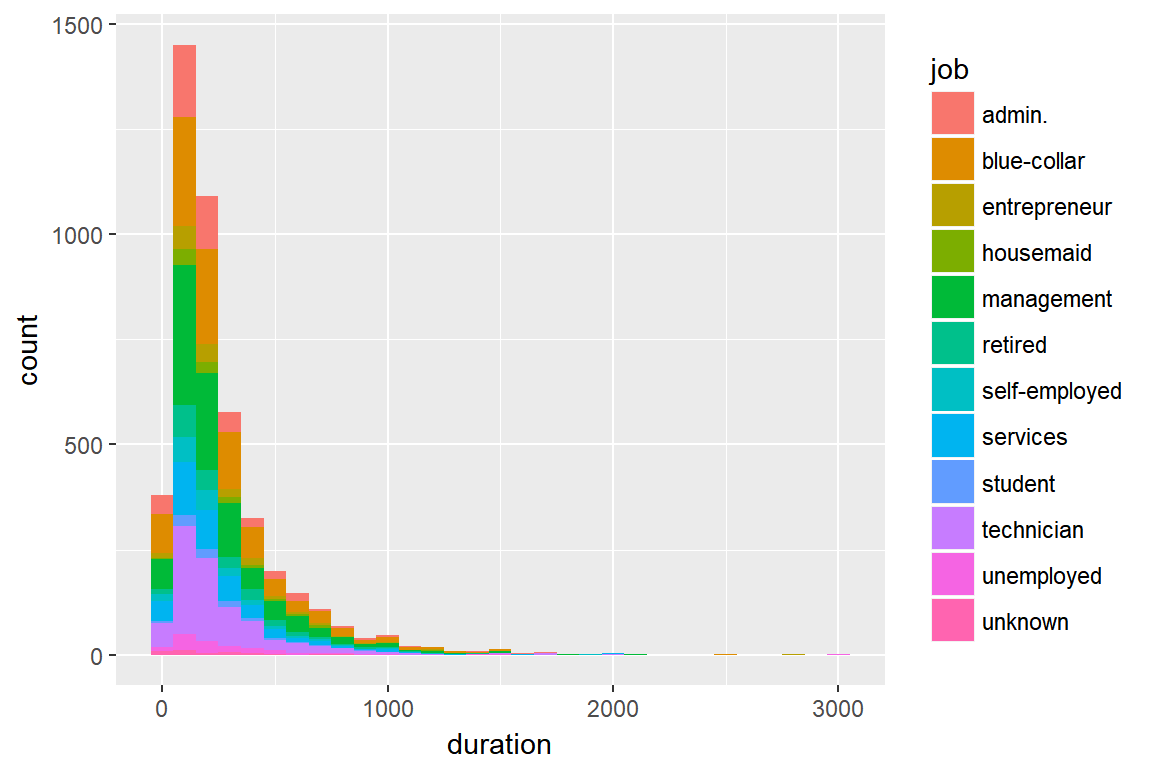 1500
1000
500
0
count
0
1000
2000
3000
duration
job
admin.
blue-collar
entrepreneur
housemaid
management
retired
self-employed
services
student
technician
unemployed
unknown